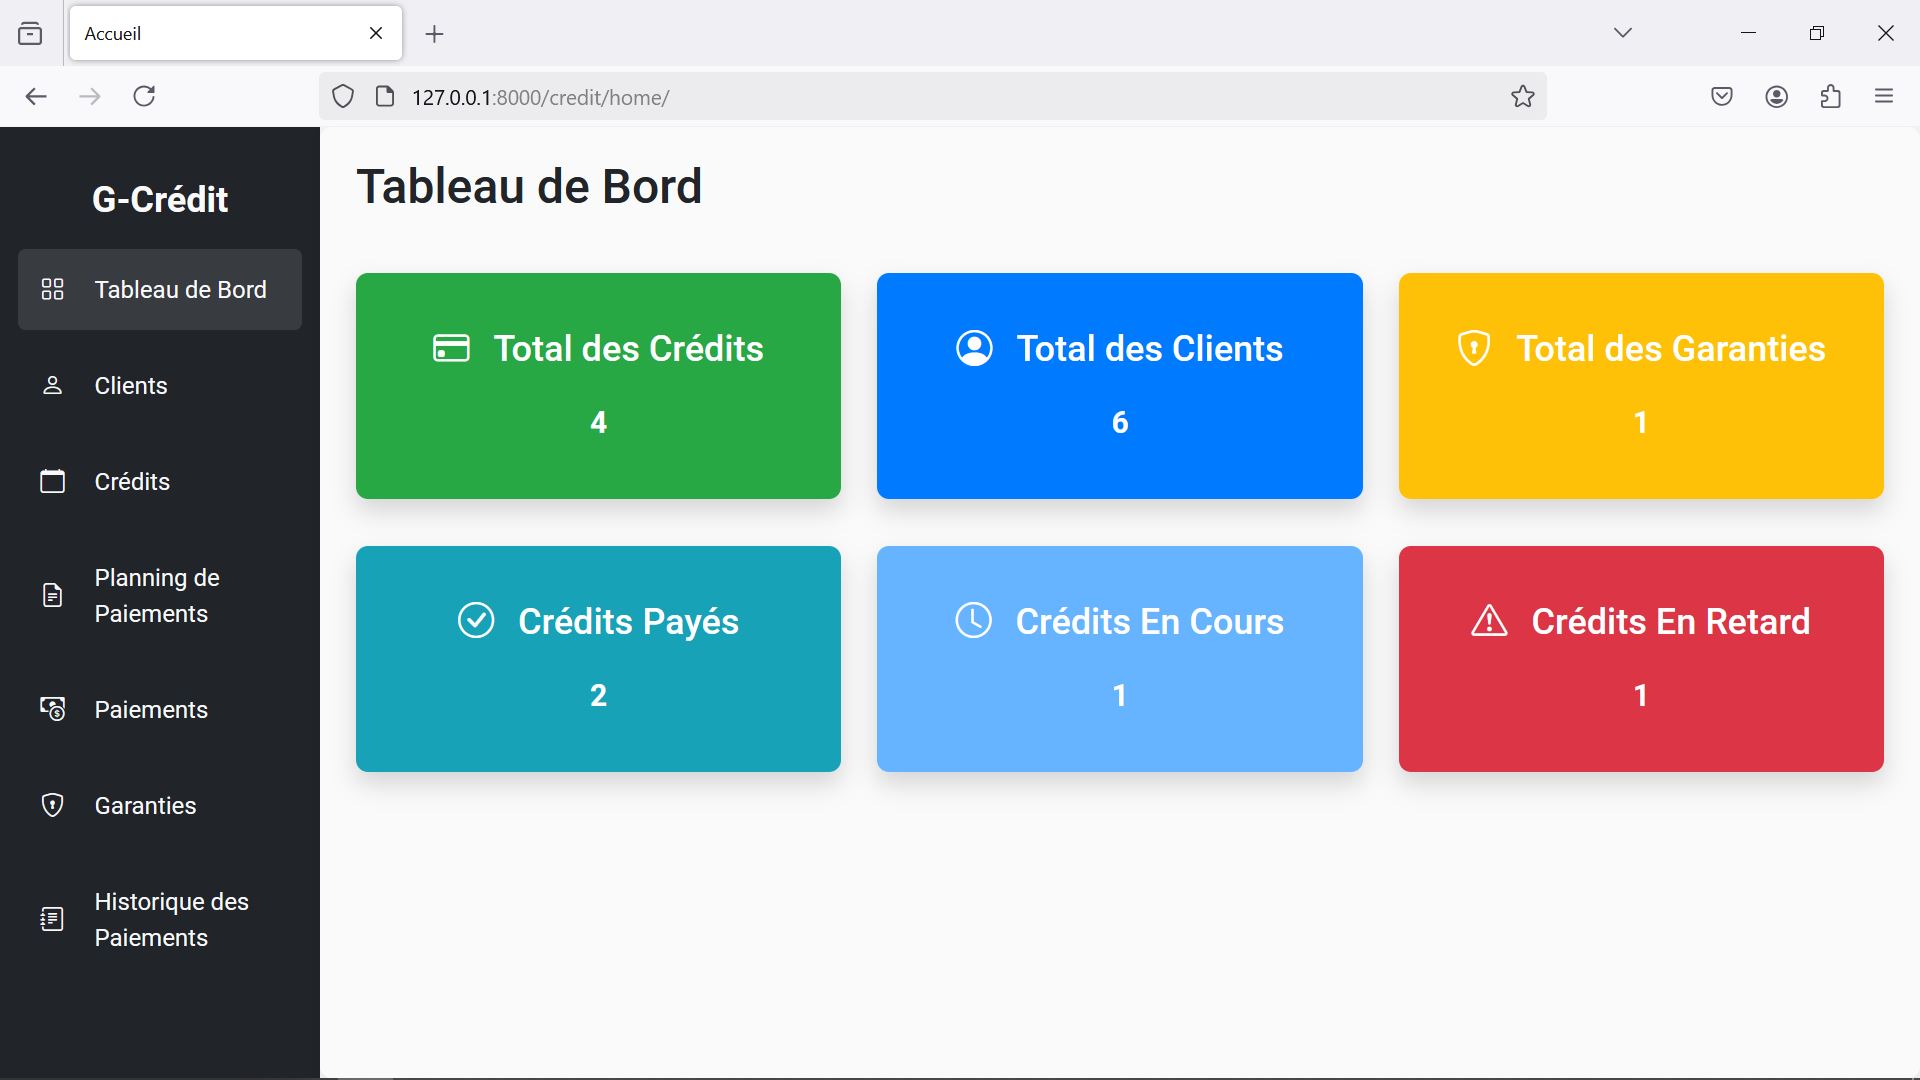 Accueil
127.0.0.1:8000/credit/home/
G-Crédit
Tableau de Bord
Clients
Crédits
Planning de
Paiements
Paiements
Garanties
Historique des
Paiements
Tableau de Bord
Total des Crédits
4
Total des Clients
6
Total des Garanties
1
Crédits Payés
2
Crédits En Cours
1
Crédits En Retard
1